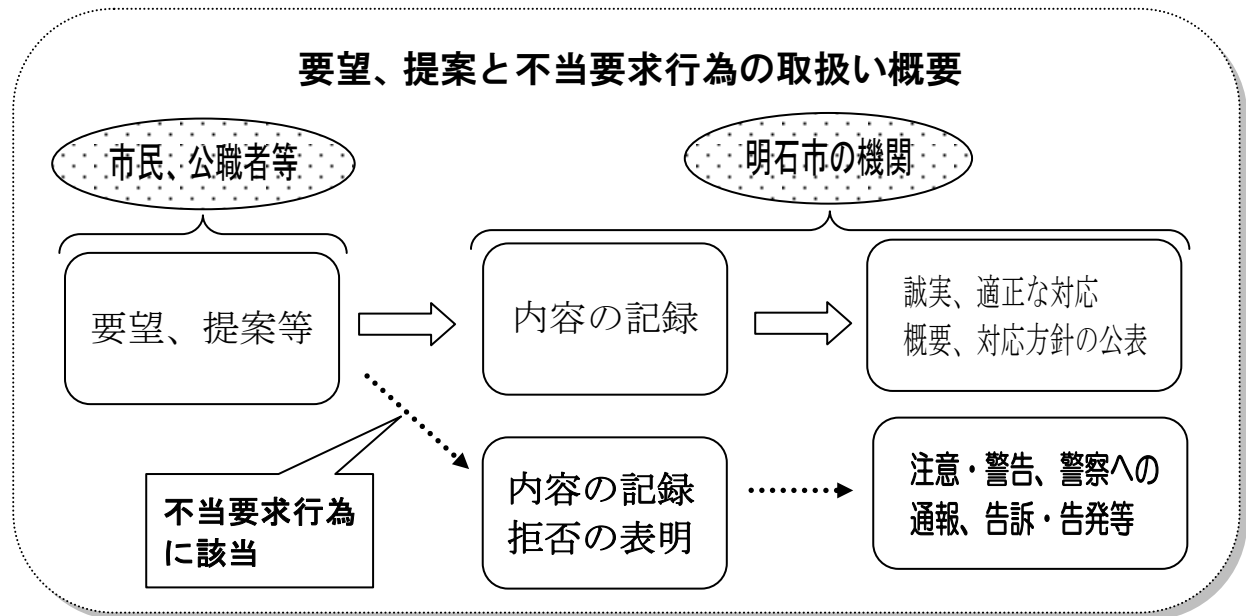 要望、提案と不当要求行為の取扱い概要
市民、公職者等
明石市の機関
要望、提案等
内容の記録
誠実、適正な対応
概要、対応方針の公表
不当要求行為
に該当
内容の記録
拒否の表明
注意・警告、警察への
通報、告訴・告発等